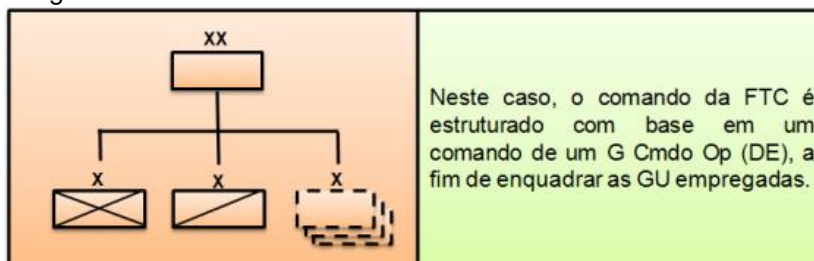 XX
X X X
Neste caso, o comando da FTC é
estruturado com base em um
comando de um G Cmdo Op (DE), a
fim de enquadrar as GU empregadas.